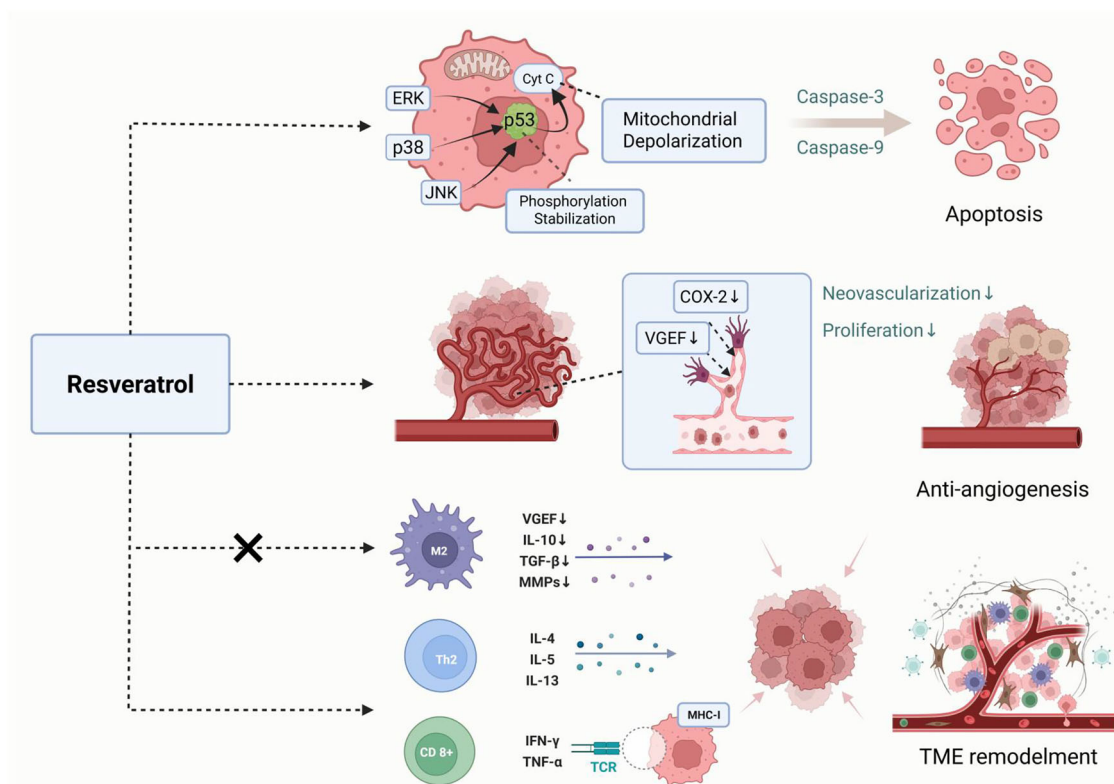 ERK
p38
JNK
Cyt C
p53
Phosphorylation
Stabilization
Mitochondrial
Depolarization
Caspase-3
Caspase-9
Apoptosis
Resveratrol
COX-2↓
VGEF↓
Neovascularization↓
Proliferation↓
Anti-angiogenesis
M2
VGEF↓
IL-10↓
TGF-β↓
MMPs↓
Th2
IL-4
IL-5
IL-13
CD 8+
IFN-γ
TNF-α
TCR
MHC-I
TME remodelment